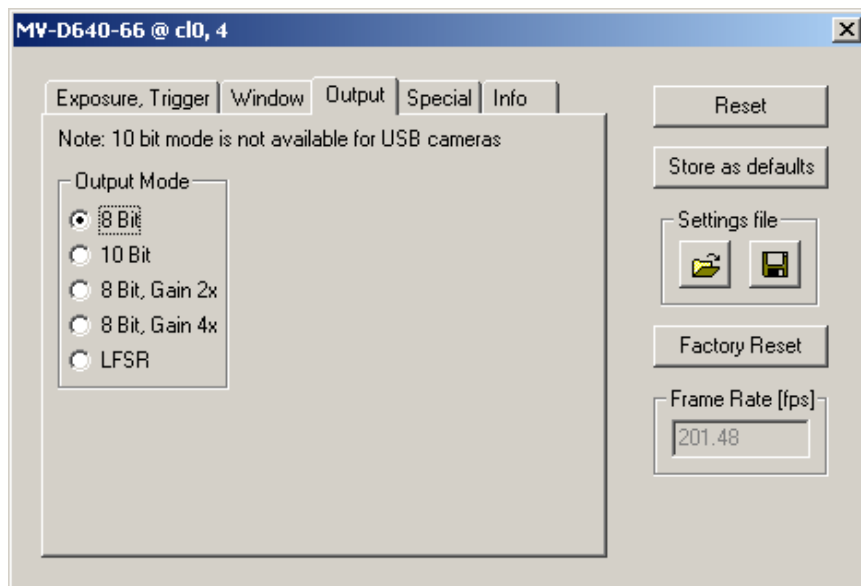 MV-D640-66 @ cl0, 4
Exposure, Trigger
Window
Output
Special
Info
Note: 10 bit mode is not available for USB cameras
Output Mode
8 Bit
10 Bit
8 Bit, Gain 2x
8 Bit, Gain 4x
LFSR
Reset
Store as defaults
Settings file
Factory Reset
Frame Rate [fps]
201.48